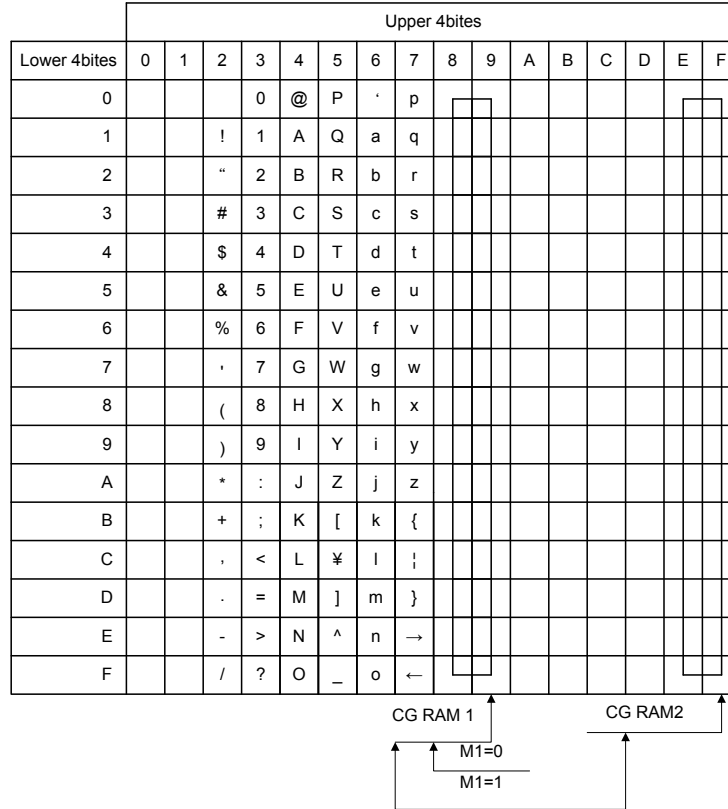 Upper 4bites
Lower 4bites 0 1 2 3 4 5 6 7 8 9 A B C D E F
0 0 @ P ‘ p
1 ! 1 A Q a q
2 “ 2 B R b r
3 # 3 C S c s
4 $ 4 D T d t
5 & 5 E U e u
6 % 6 F V f v
7 ' 7 G W g w
8 ( 8 H X h x
9 ) 9 I Y i y
A * : J Z j z
B + ; K [ k {
C , < L ¥ l ¦
D . = M ] m }
E - > N ^ n →
F / ? O _ o ←
CG RAM 1 CG RAM2
M1=0
M1=1